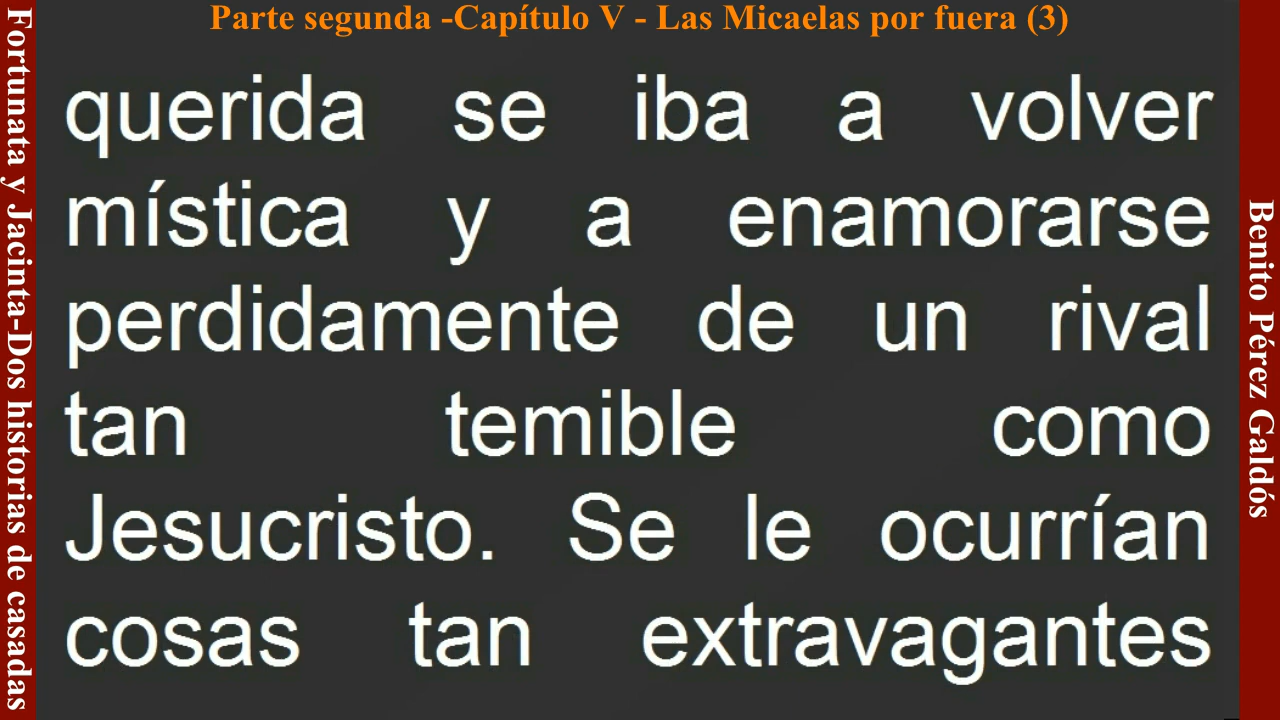 Parte segunda -Capítulo V - Las Micaelas por fuera (3)
Fortunata y Jacinta-Dos historias de casadas
querida se iba a volver
mística y a enamorarse
perdidamente de un rival
tan temible como
Jesucristo. Se le ocurrían
cosas tan extravagantes
Benito Pérez Galdós